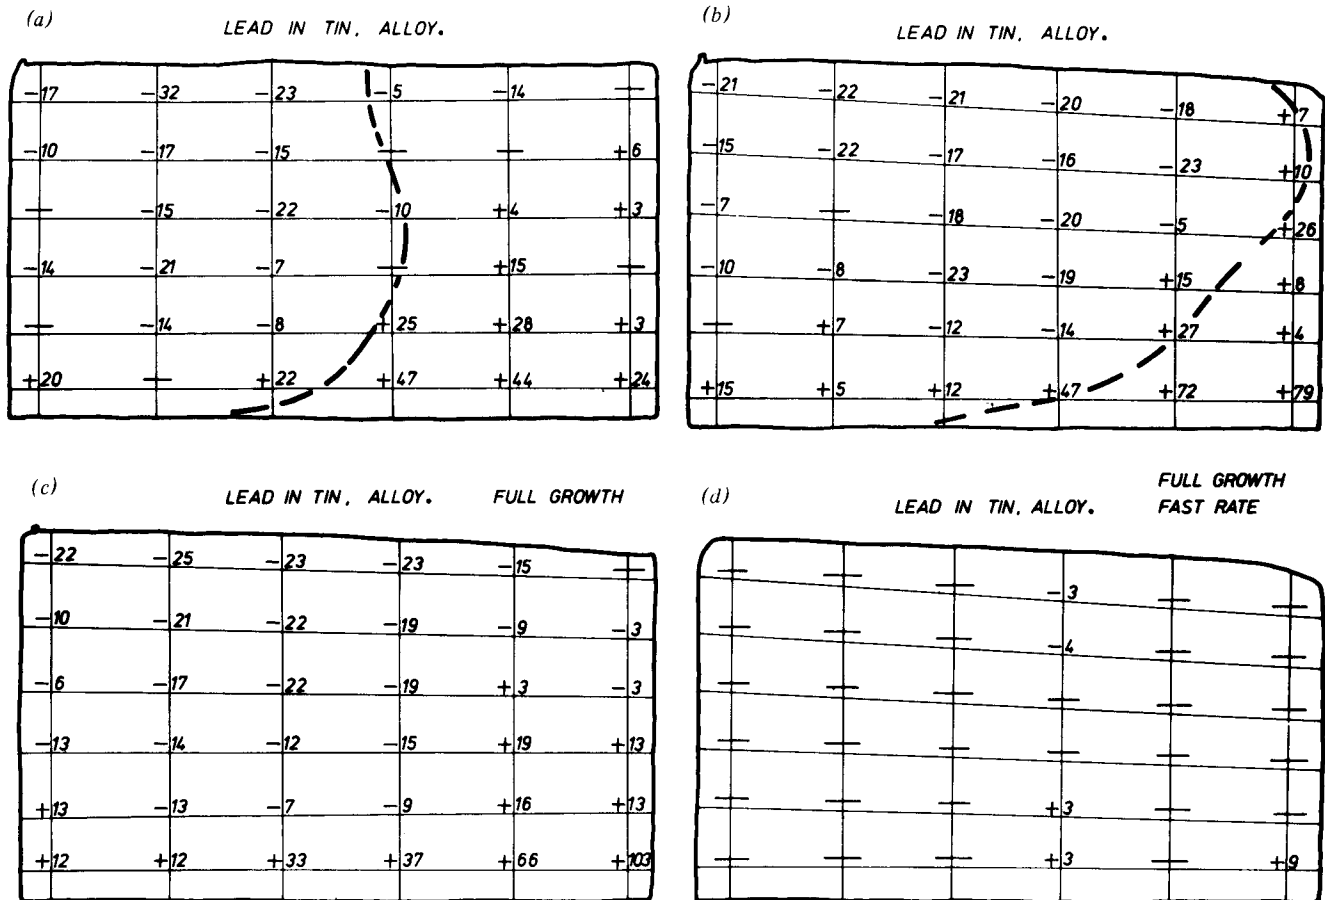 (a)
LEAD IN TIN, ALLOY.
-17 -32 -23 -5 -14 —
-10 -17 -15 — — +6
— -15 -22 -10 +4 +3
-14 -21 -7 — +15 —
— -14 -8 +25 +28 +3
+20 — +22 +47 +44 +24
(b)
LEAD IN TIN, ALLOY.
-21 -22 -21 -20 -18 +7
-15 -22 -17 -16 -23 +10
-7 — -18 -20 -5 +26
-10 -8 -23 -19 +15 +8
— +7 -12 -14 +27 +4
+15 +5 +12 +47 +72 +79
(c)
LEAD IN TIN, ALLOY. FULL GROWTH
-22 -25 -23 -23 -15 —
-10 -21 -22 -19 -9 -3
-6 -17 -22 -19 +3 -3
-13 -14 -12 -15 +19 +13
+13 -13 -7 -9 +16 +13
+12 +12 +33 +37 +66 +103
(d)
LEAD IN TIN, ALLOY.
FULL GROWTH
FAST RATE
— — — -3 — —
— — — -4 — —
— — — — — —
— — — — — —
— — — +3 — —
— — — +3 — +9